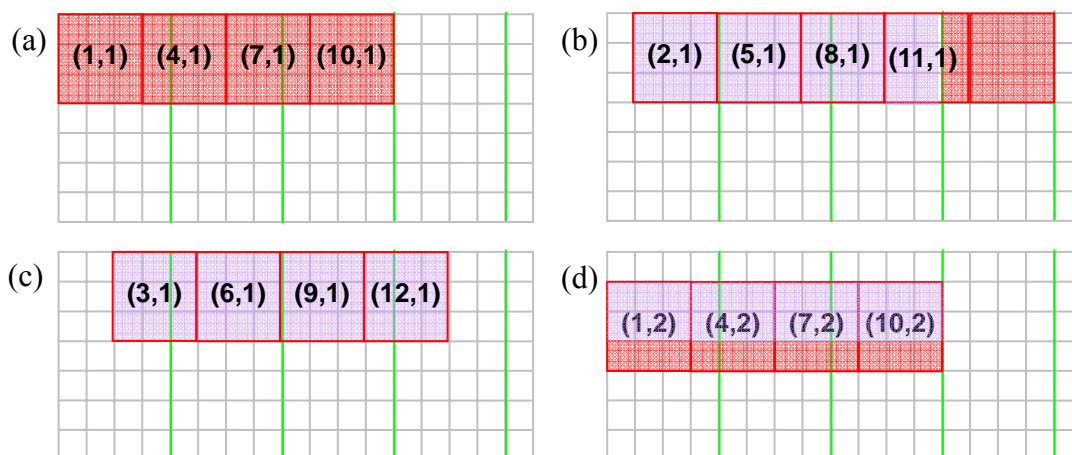 (a) (1,1) (4,1) (7,1) (10,1)
(b) (2,1) (5,1) (8,1) (11,1)
(c) (3,1) (6,1) (9,1) (12,1)
(d) (1,2) (4,2) (7,2) (10,2)